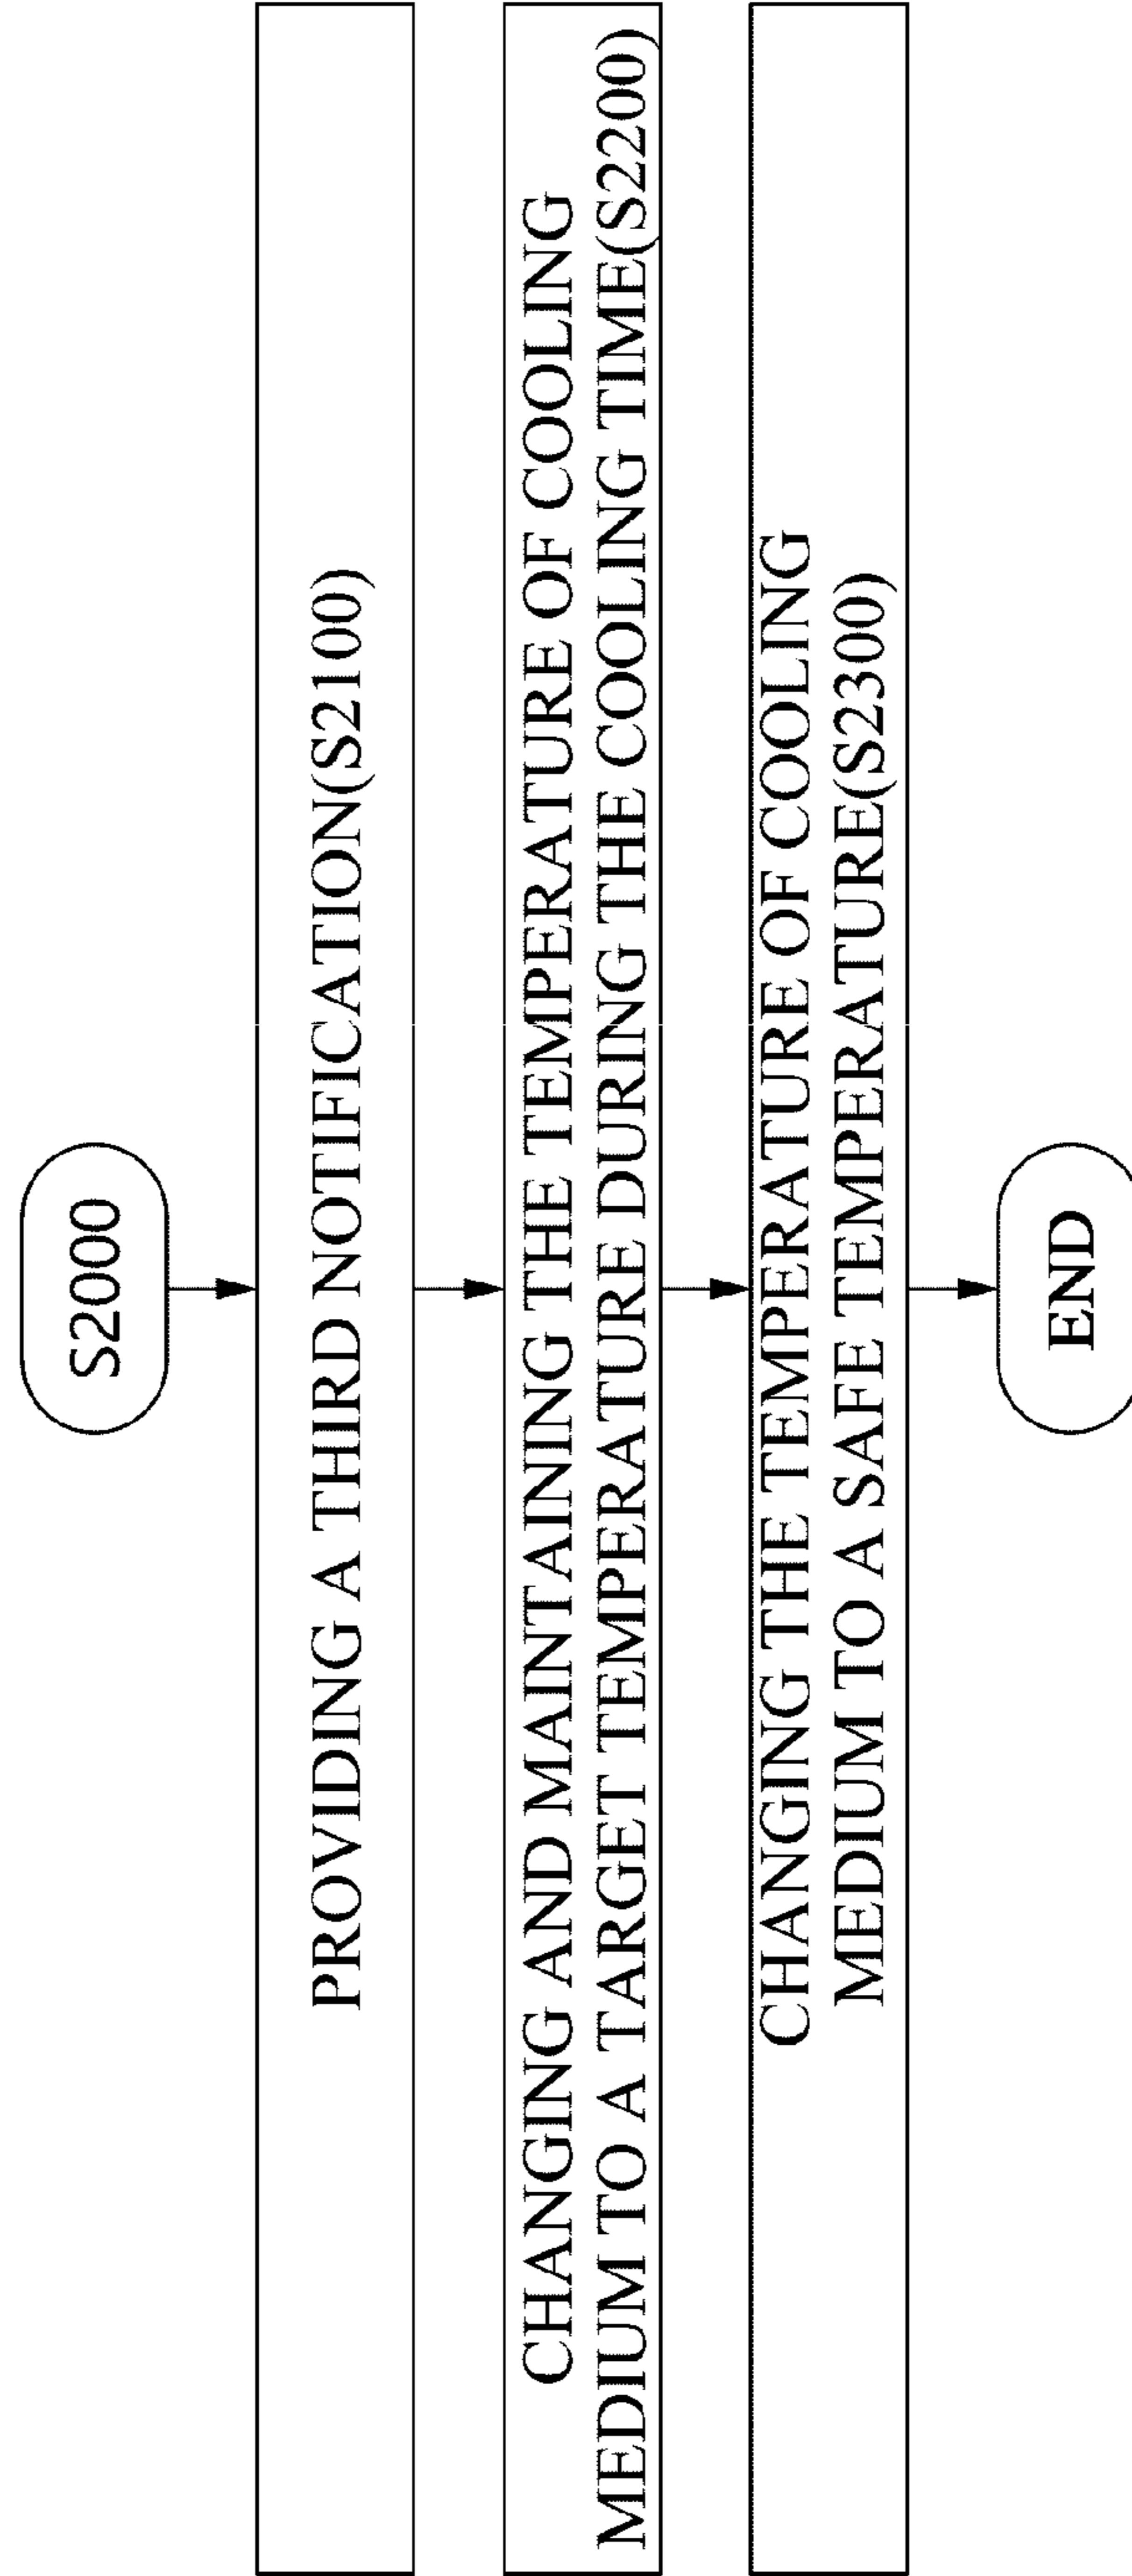 S2000
PROVIDING A THIRD NOTIFICATION(S2100)
CHANGING AND MAINTAINING THE TEMPERATURE OF COOLING
MEDIUM TO A TARGET TEMPERATURE DURING THE COOLING TIME(S2200)
CHANGING THE TEMPERATURE OF COOLING
MEDIUM TO A SAFE TEMPERATURE(S2300)
END